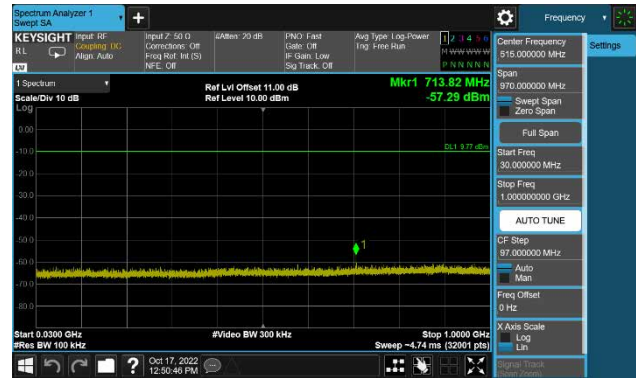 Spectrum Analyzer 1
Swept SA
+
Frequency
KEYSIGHT
Input: RF
Input Z: 50 Ω
#Atten: 20 dB
PNO: Fast
Avg Type: Log-Power
1 2 3 4 5 6
R L
Coupling: DC
Corrections: Off
Gate: Off
Trig: Free Run
M W W W W W
Align: Auto
Freq Ref: Int (S)
IF Gain: Low
NFE: Off
Sig Track: Off
P N N N N N
LXI
1 Spectrum
Ref Lvl Offset 11.00 dB
Mkr1 713.82 MHz
Scale/Div 10 dB
Ref Level 10.00 dBm
-57.29 dBm
Log
0.00
DL1 -9.77 dBm
-10.0
-20.0
-30.0
-40.0
1
-50.0
-60.0
-70.0
-80.0
Start 0.0300 GHz
#Video BW 300 kHz
Stop 1.0000 GHz
#Res BW 100 kHz
Sweep ~4.74 ms (32001 pts)
?
Oct 17, 2022
12:50:46 PM
Center Frequency
515.000000 MHz
Settings
Span
970.000000 MHz
Swept Span
Zero Span
Full Span
Start Freq
30.000000 MHz
Stop Freq
1.000000000 GHz
AUTO TUNE
CF Step
97.000000 MHz
Auto
Man
Freq Offset
0 Hz
X Axis Scale
Log
Lin
Signal Track
(Span Zoom)